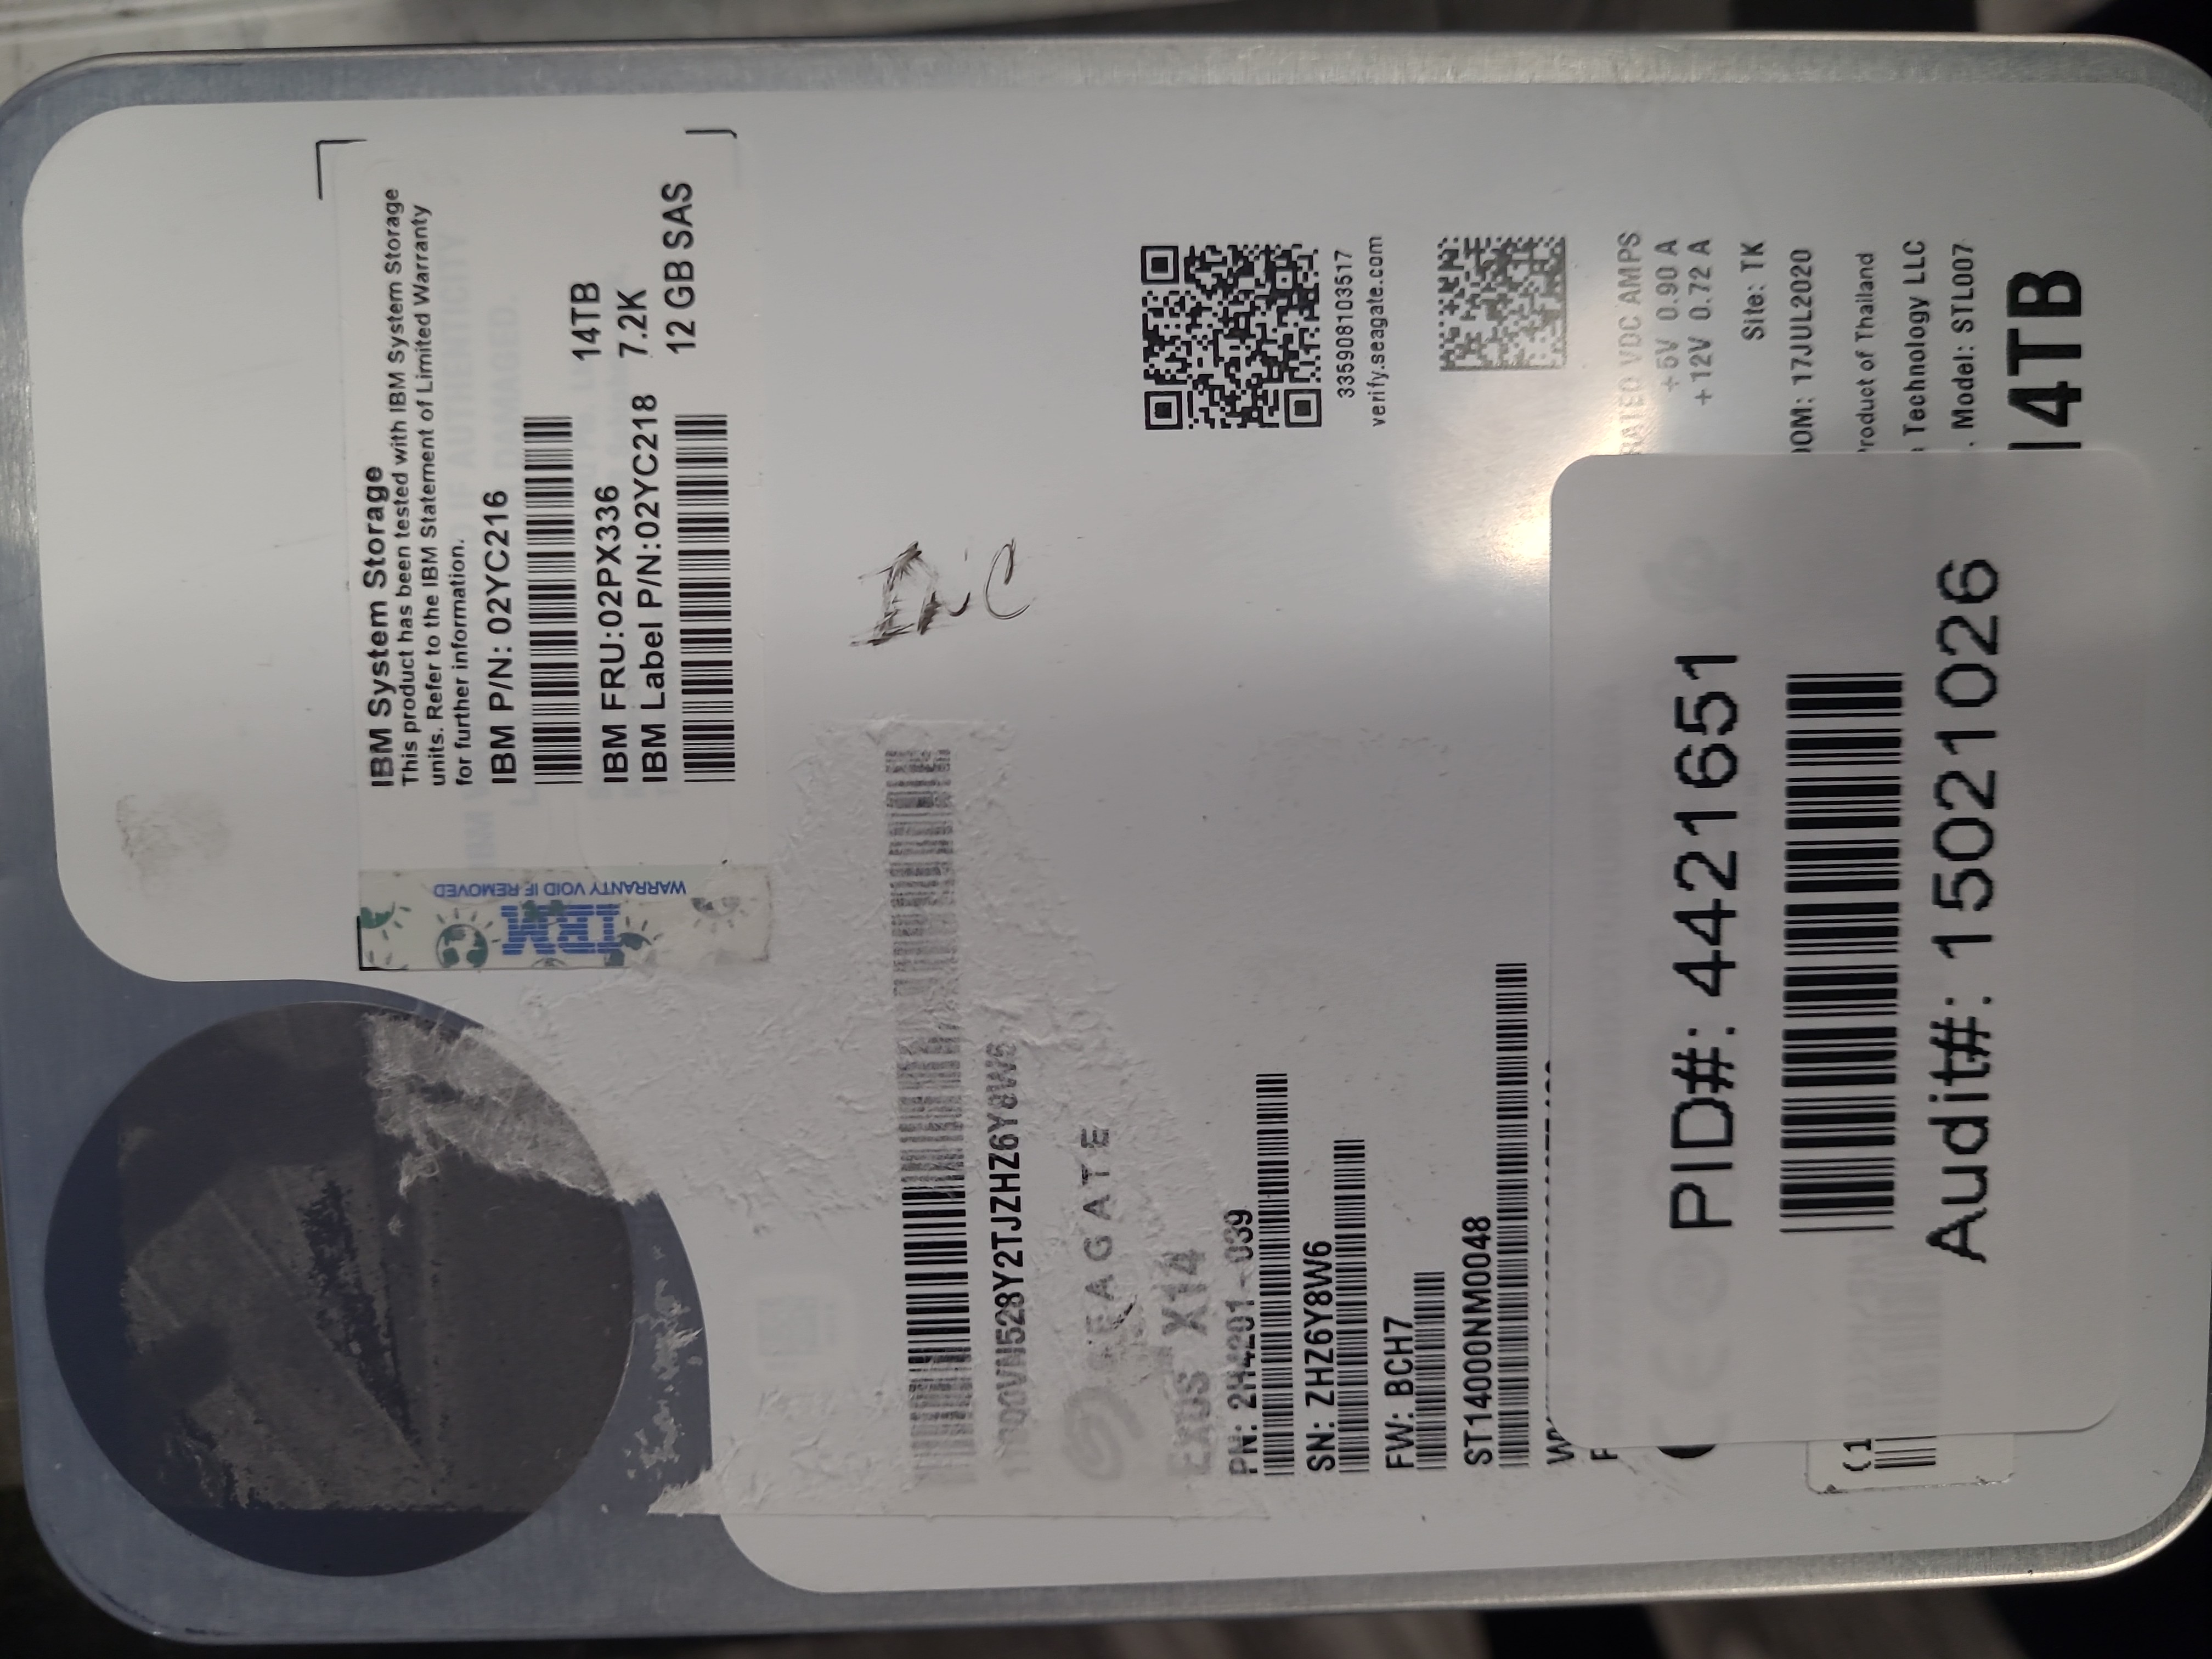 IBM System Storage
This product has been tested with IBM System Storage
units. Refer to the IBM Statement of Limited Warranty
for further information.
IBM P/N: 02YC216
14TB
IBM FRU:02PX336
7.2K
IBM Label P/N:02YC218
12 GB SAS
IBM
WARRANTY VOID IF REMOVED
SEAGATE
Exos X14
PN: 2H4201-039
SN: ZHZ6Y8W6
FW: BCH7
ST14000NM0048
335908103517
verify.seagate.com
RATED VDC AMPS
+5V 0.90 A
+12V 0.72 A
Site: TK
DOM: 17JUL2020
Product of Thailand
Technology LLC
Model: STL007
14TB
(1
PID#: 4421651
Audit#: 15021026